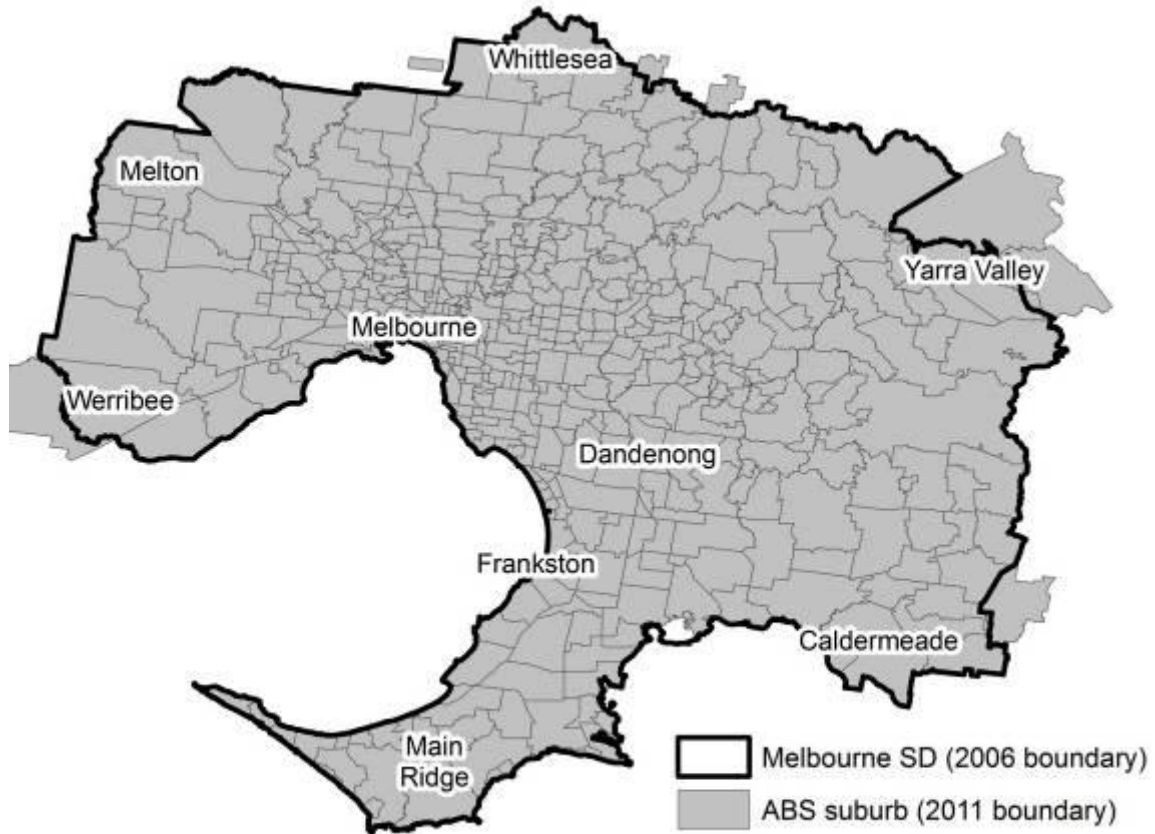 Whittlesea
Melton
Yarra Valley
Melbourne
Werribee
Dandenong
Frankston
Caldermeade
Main
Ridge
Melbourne SD (2006 boundary)
ABS suburb (2011 boundary)